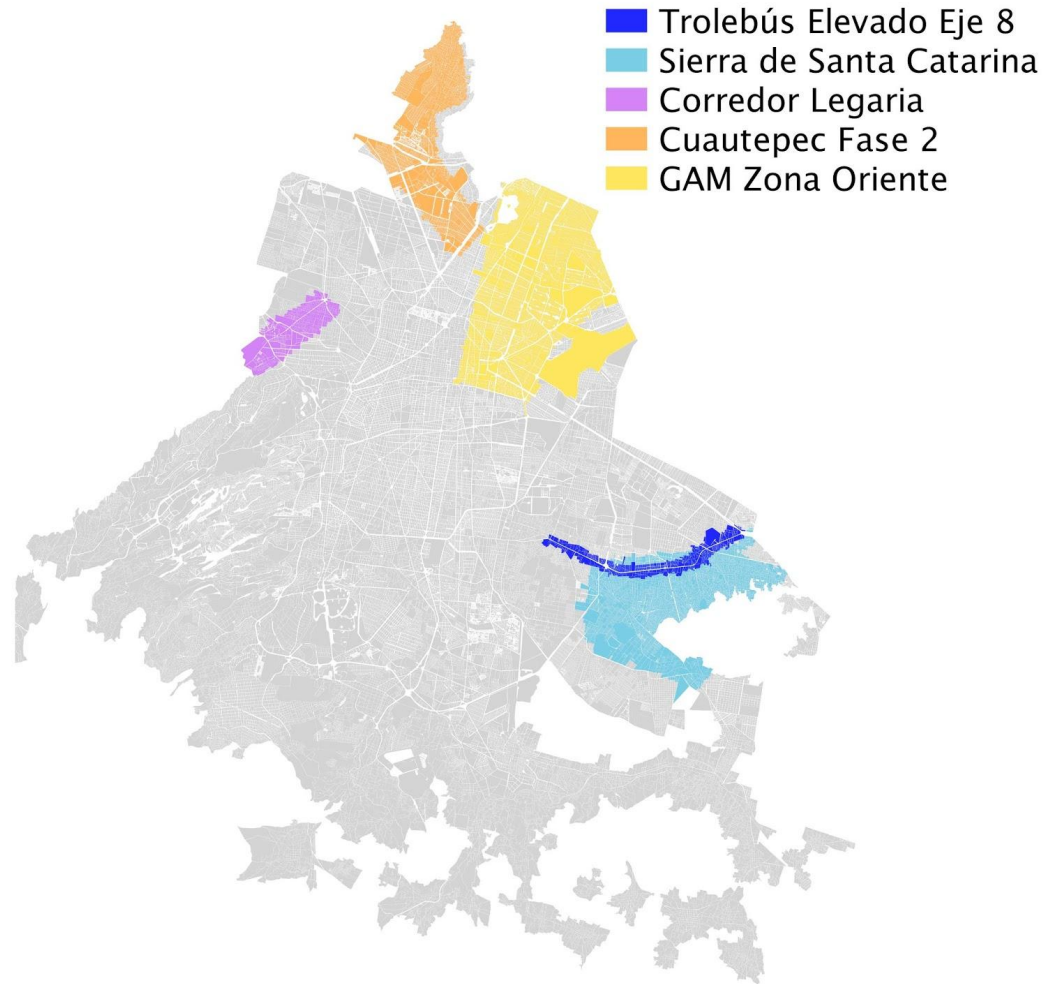 Trolebús Elevado Eje 8
Sierra de Santa Catarina
Corredor Legaria
Cuautepec Fase 2
GAM Zona Oriente